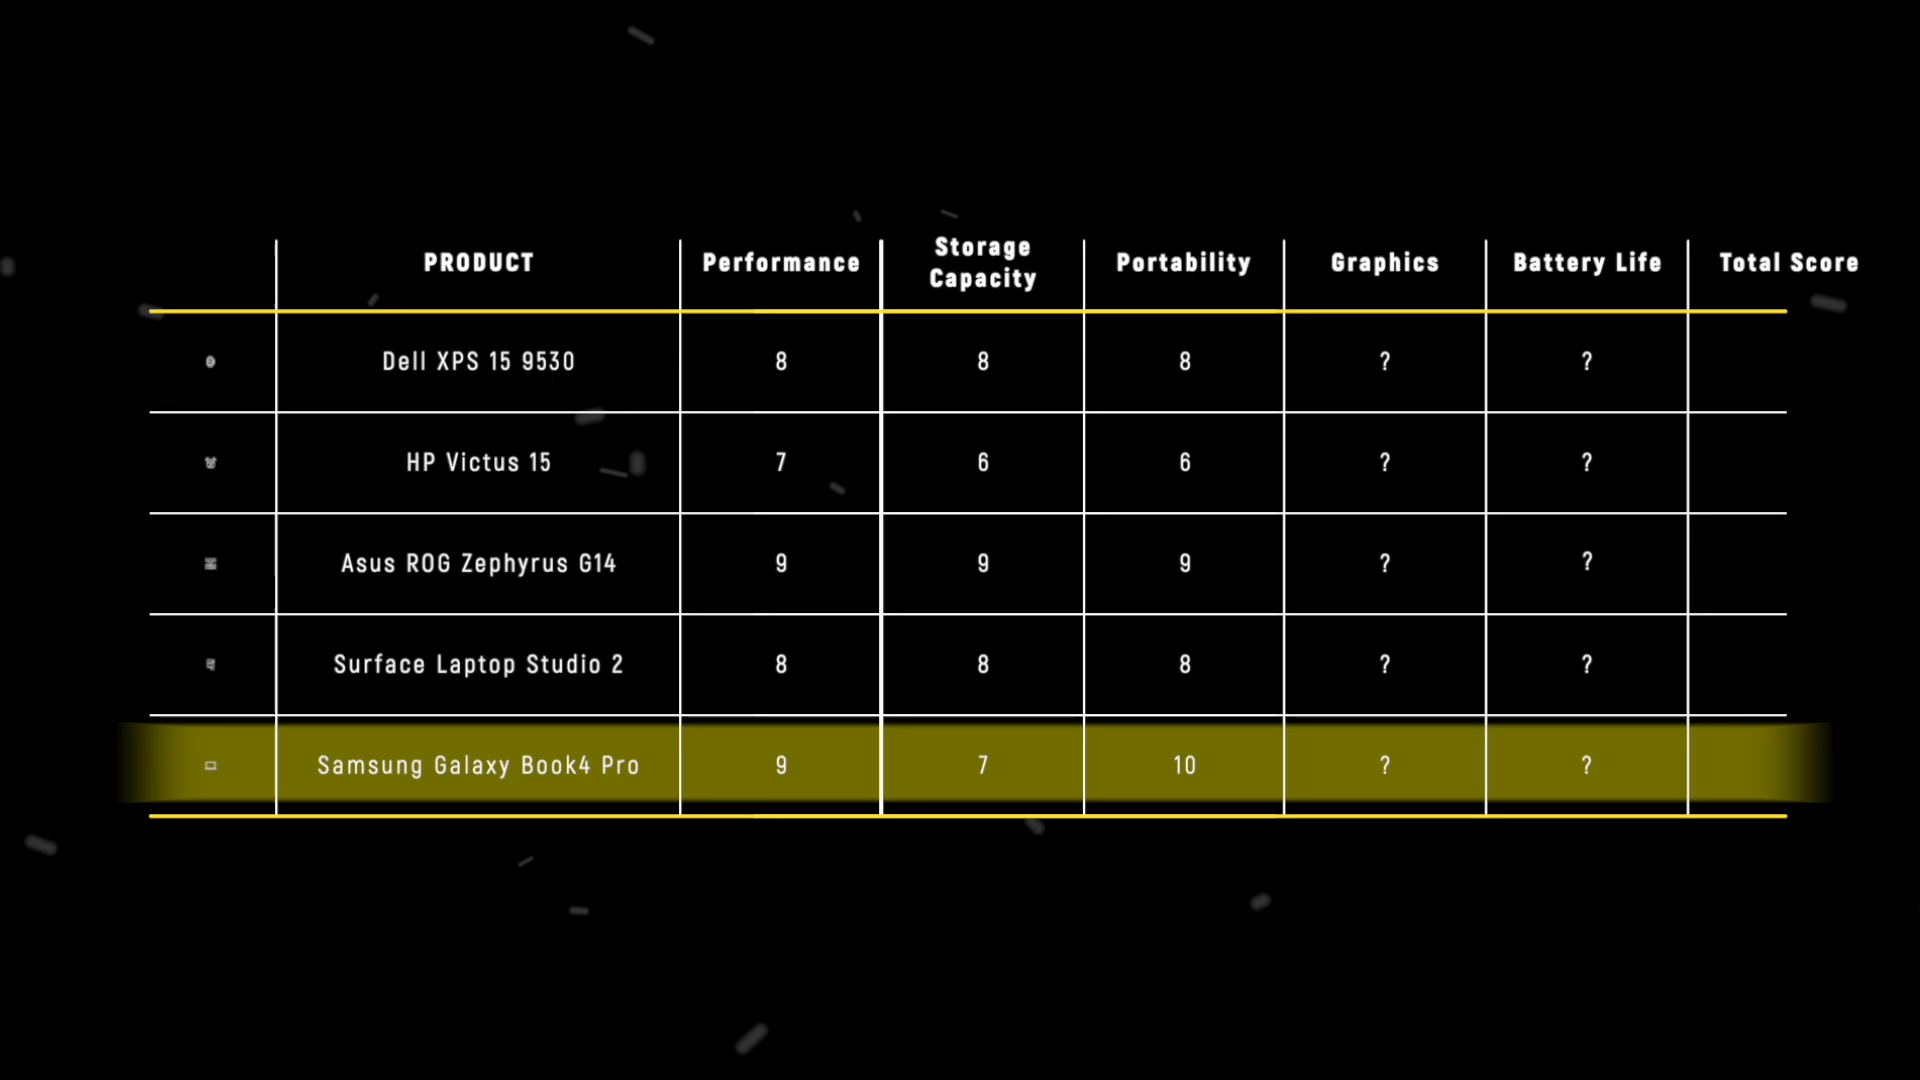 PRODUCT Performance Storage Capacity Portability Graphics Battery Life Total Score
Dell XPS 15 9530 8 8 8 ? ?
HP Victus 15 7 6 6 ? ?
Asus ROG Zephyrus G14 9 9 9 ? ?
Surface Laptop Studio 2 8 8 8 ? ?
Samsung Galaxy Book4 Pro 9 7 10 ? ?